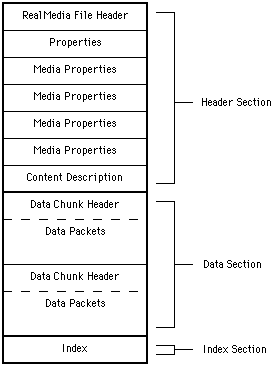 RealMedia File Header
Properties
Media Properties
Media Properties
Media Properties
Media Properties
Content Description
Header Section
Data Chunk Header
Data Packets
Data Chunk Header
Data Packets
Data Section
Index
Index Section